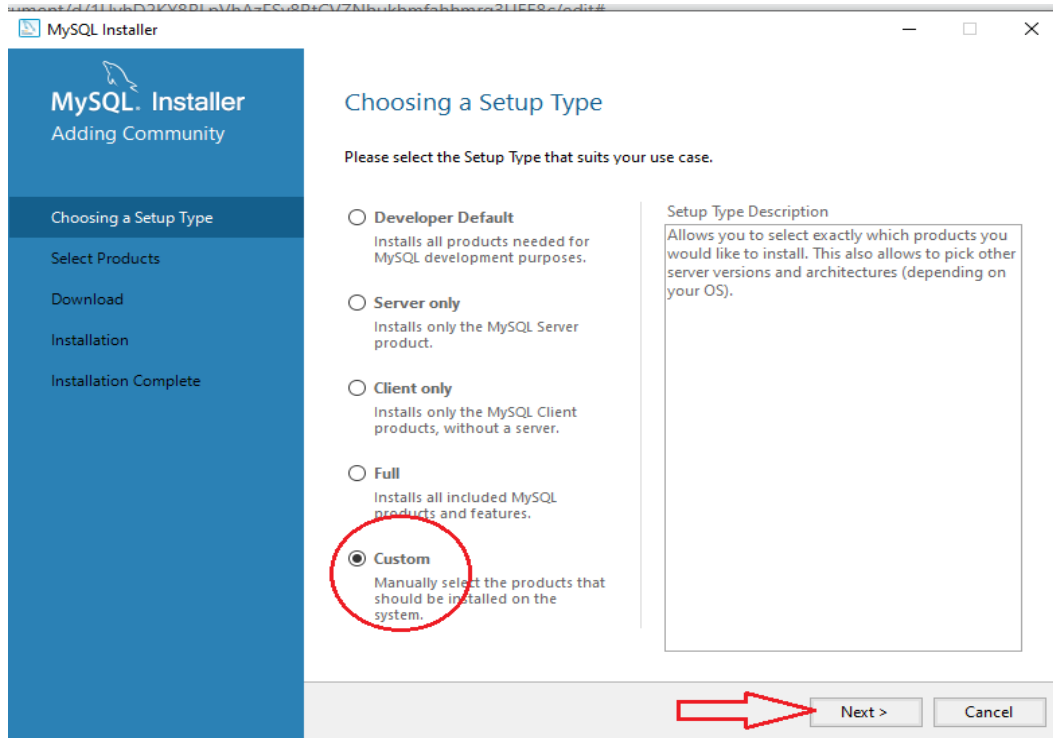 MySQL Installer
MySQL. Installer
Adding Community
Choosing a Setup Type
Select Products
Download
Installation
Installation Complete
Choosing a Setup Type
Please select the Setup Type that suits your use case.
Developer Default
Installs all products needed for
MySQL development purposes.
Server only
Installs only the MySQL Server
product.
Client only
Installs only the MySQL Client
products, without a server.
Full
Installs all included MySQL
products and features.
Custom
Manually select the products that
should be installed on the
system.
Setup Type Description
Allows you to select exactly which products you
would like to install. This also allows to pick other
server versions and architectures (depending on
your OS).
Next >
Cancel